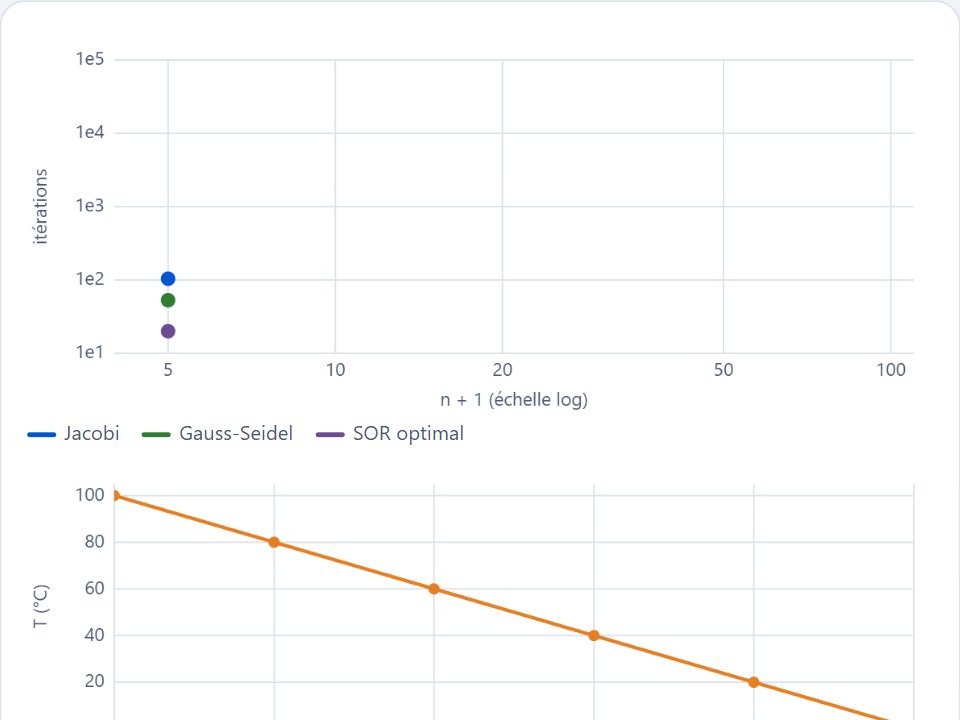 1e5
1e4
1e3
1e2
1e1
itérations
5 10 20 50 100
n + 1 (échelle log)
Jacobi Gauss-Seidel SOR optimal
100
80
60
40
20
T (°C)